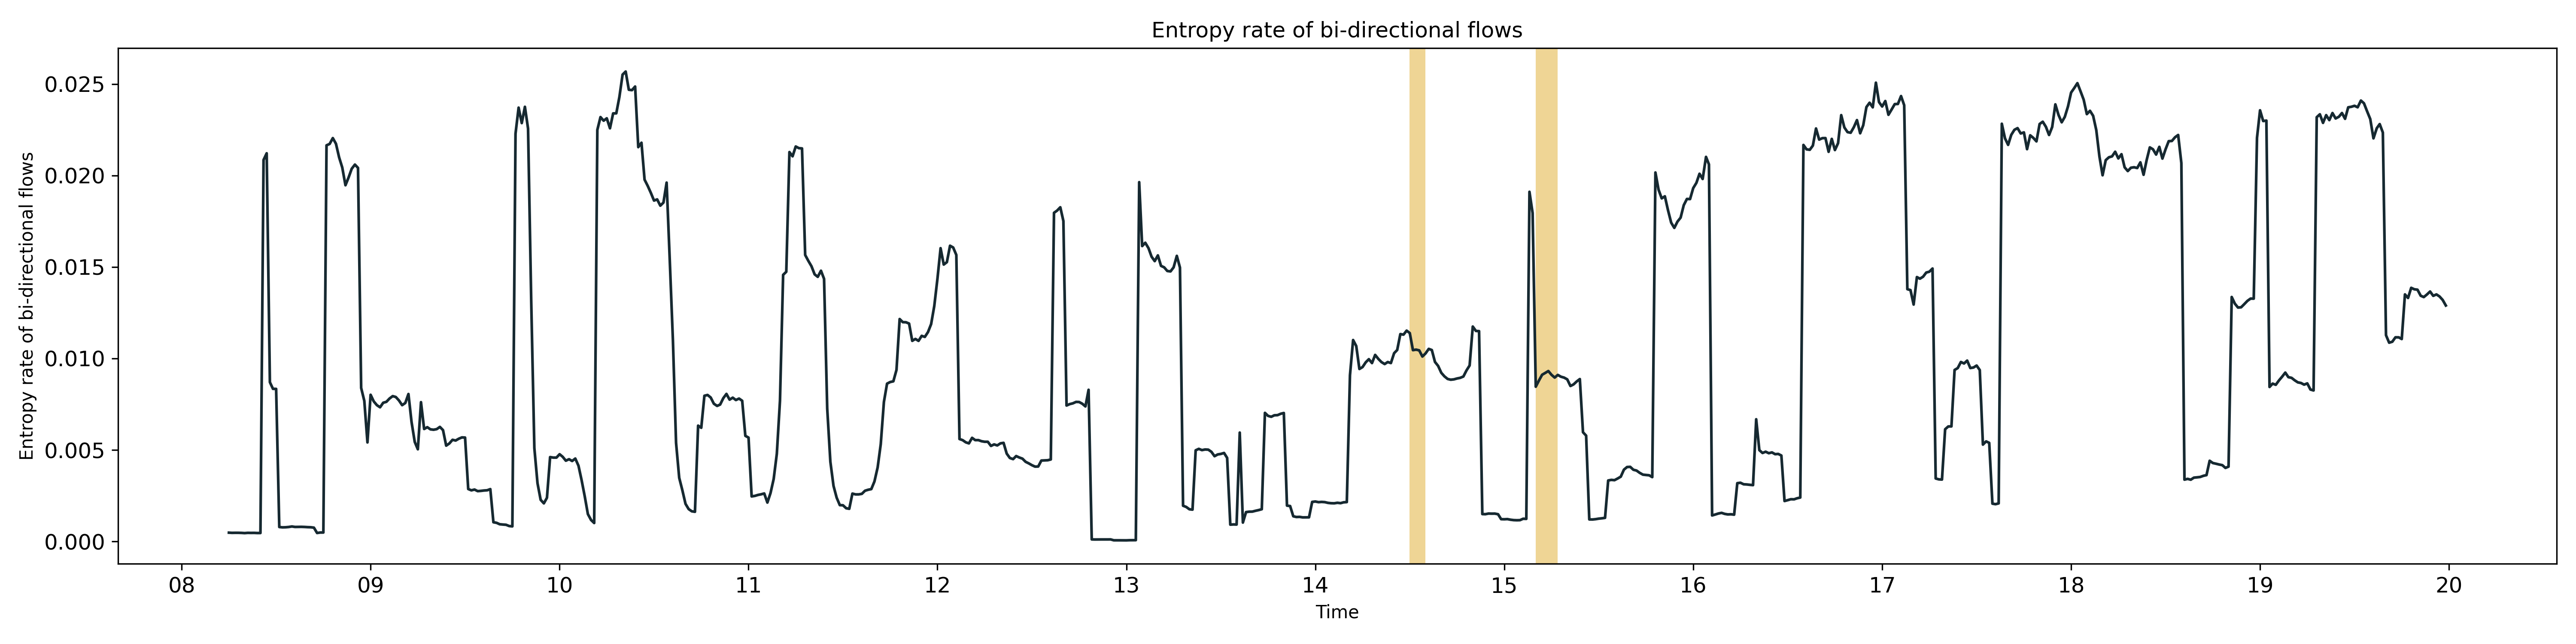 Entropy rate of bi-directional flows
Entropy rate of bi-directional flows
0.025
0.020
0.015
0.010
0.005
0.000
08 09 10 11 12 13 14 15 16 17 18 19 20
Time